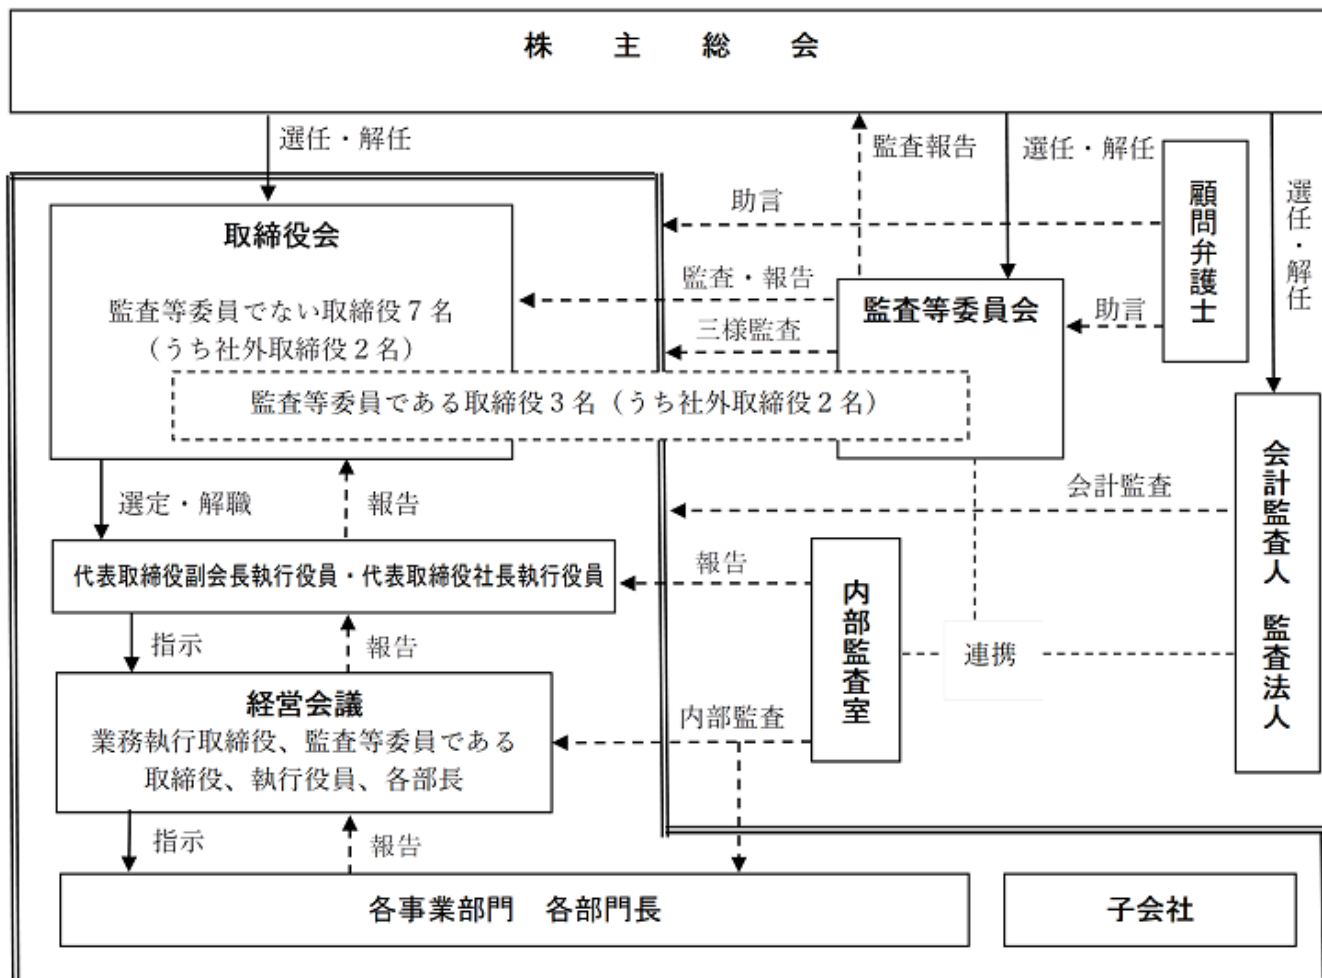 株　主　総　会
選任・解任
監査報告
選任・解任
選任・解任
顧問弁護士
助言
取締役会
監査等委員でない取締役７名
（うち社外取締役２名）
監査・報告
三様監査
監査等委員会
助言
監査等委員である取締役３名（うち社外取締役２名）
選定・解職
報告
会計監査
会計監査人　監査法人
代表取締役副会長執行役員・代表取締役社長執行役員
報告
内部監査室
連携
指示
報告
経営会議
業務執行取締役、監査等委員である
取締役、執行役員、各部長
内部監査
指示
報告
各事業部門　各部門長
子会社